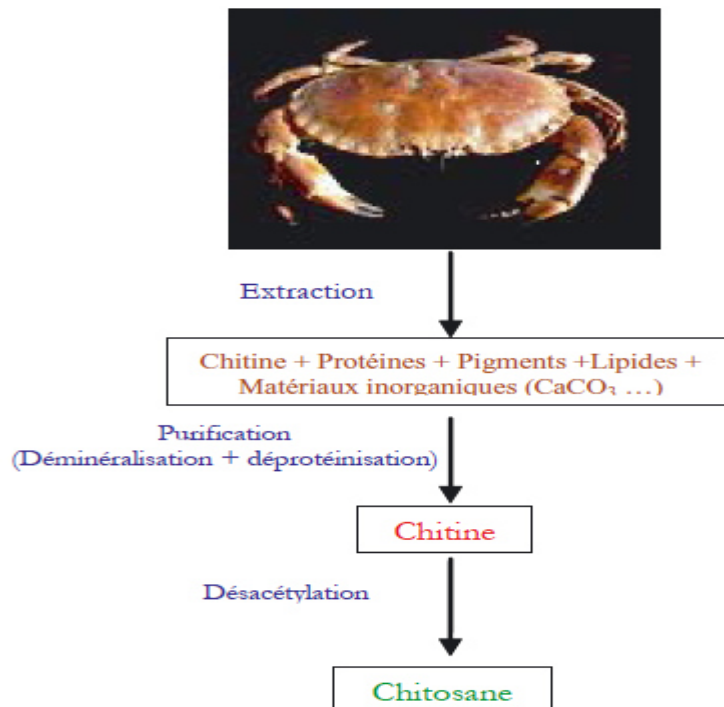 Extraction
Chitine + Protéines + Pigments +Lipides +
Matériaux inorganiques (CaCO₃ …)
Purification
(Déminéralisation + déprotéinisation)
Chitine
Désacétylation
Chitosane